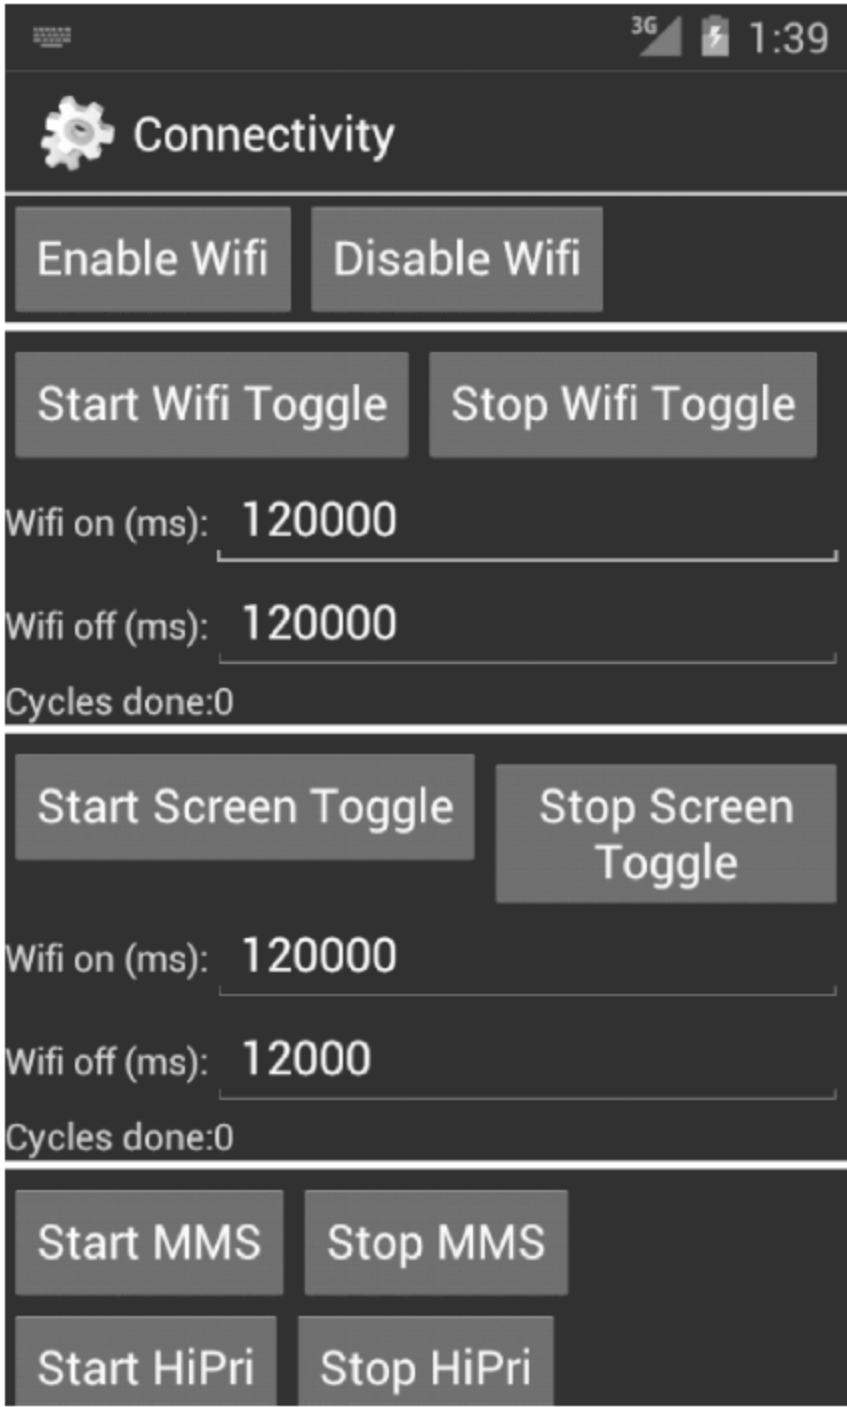 3G 1:39
Connectivity
Enable Wifi Disable Wifi
Start Wifi Toggle Stop Wifi Toggle
Wifi on (ms): 120000
Wifi off (ms): 120000
Cycles done:0
Start Screen Toggle Stop Screen
Toggle
Wifi on (ms): 120000
Wifi off (ms): 12000
Cycles done:0
Start MMS Stop MMS
Start HiPri Stop HiPri